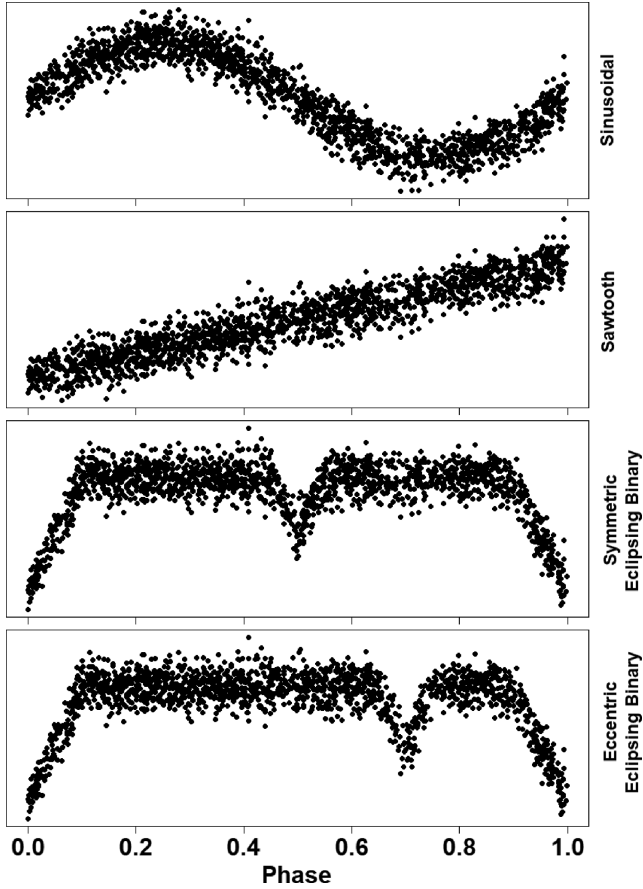 Sinusoidal
Sawtooth
Symmetric
Eclipsing Binary
Eccentric
Eclipsing Binary
0.0 0.2 0.4 0.6 0.8 1.0
Phase